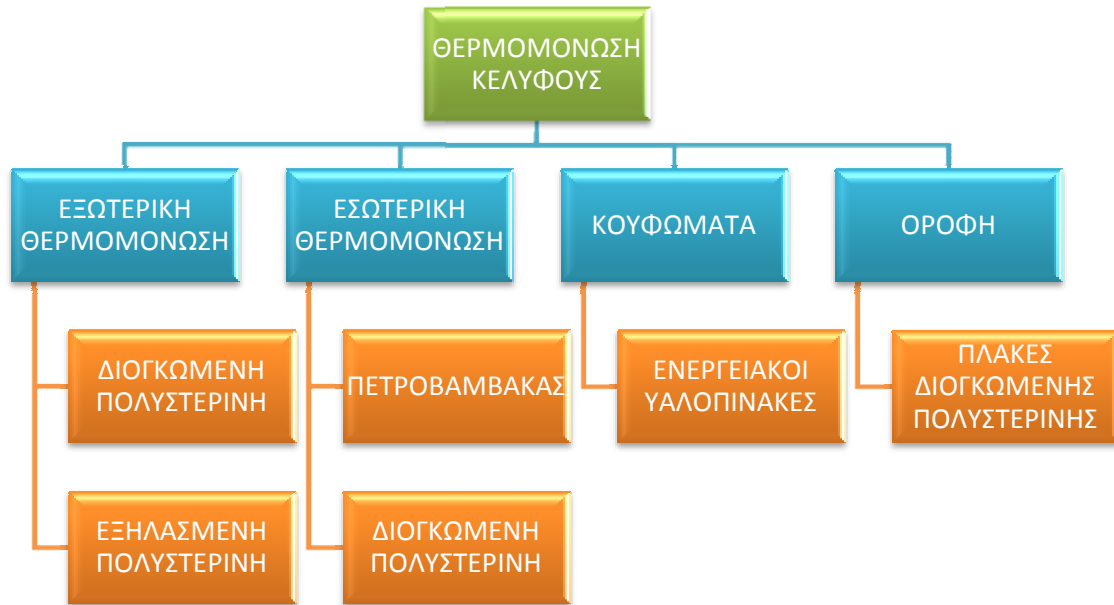 ΘΕΡΜΟΜΟΝΩΣΗ
ΚΕΛΥΦΟΥΣ
ΕΞΩΤΕΡΙΚΗ
ΘΕΡΜΟΜΟΝΩΣΗ
ΕΣΩΤΕΡΙΚΗ
ΘΕΡΜΟΜΟΝΩΣΗ
ΚΟΥΦΩΜΑΤΑ
ΟΡΟΦΗ
ΔΙΟΓΚΩΜΕΝΗ
ΠΟΛΥΣΤΕΡΙΝΗ
ΠΕΤΡΟΒΑΜΒΑΚΑΣ
ΕΝΕΡΓΕΙΑΚΟΙ
ΥΑΛΟΠΙΝΑΚΕΣ
ΠΛΑΚΕΣ
ΔΙΟΓΚΩΜΕΝΗΣ
ΠΟΛΥΣΤΕΡΙΝΗΣ
ΕΞΗΛΑΣΜΕΝΗ
ΠΟΛΥΣΤΕΡΙΝΗ
ΔΙΟΓΚΩΜΕΝΗ
ΠΟΛΥΣΤΕΡΙΝΗ